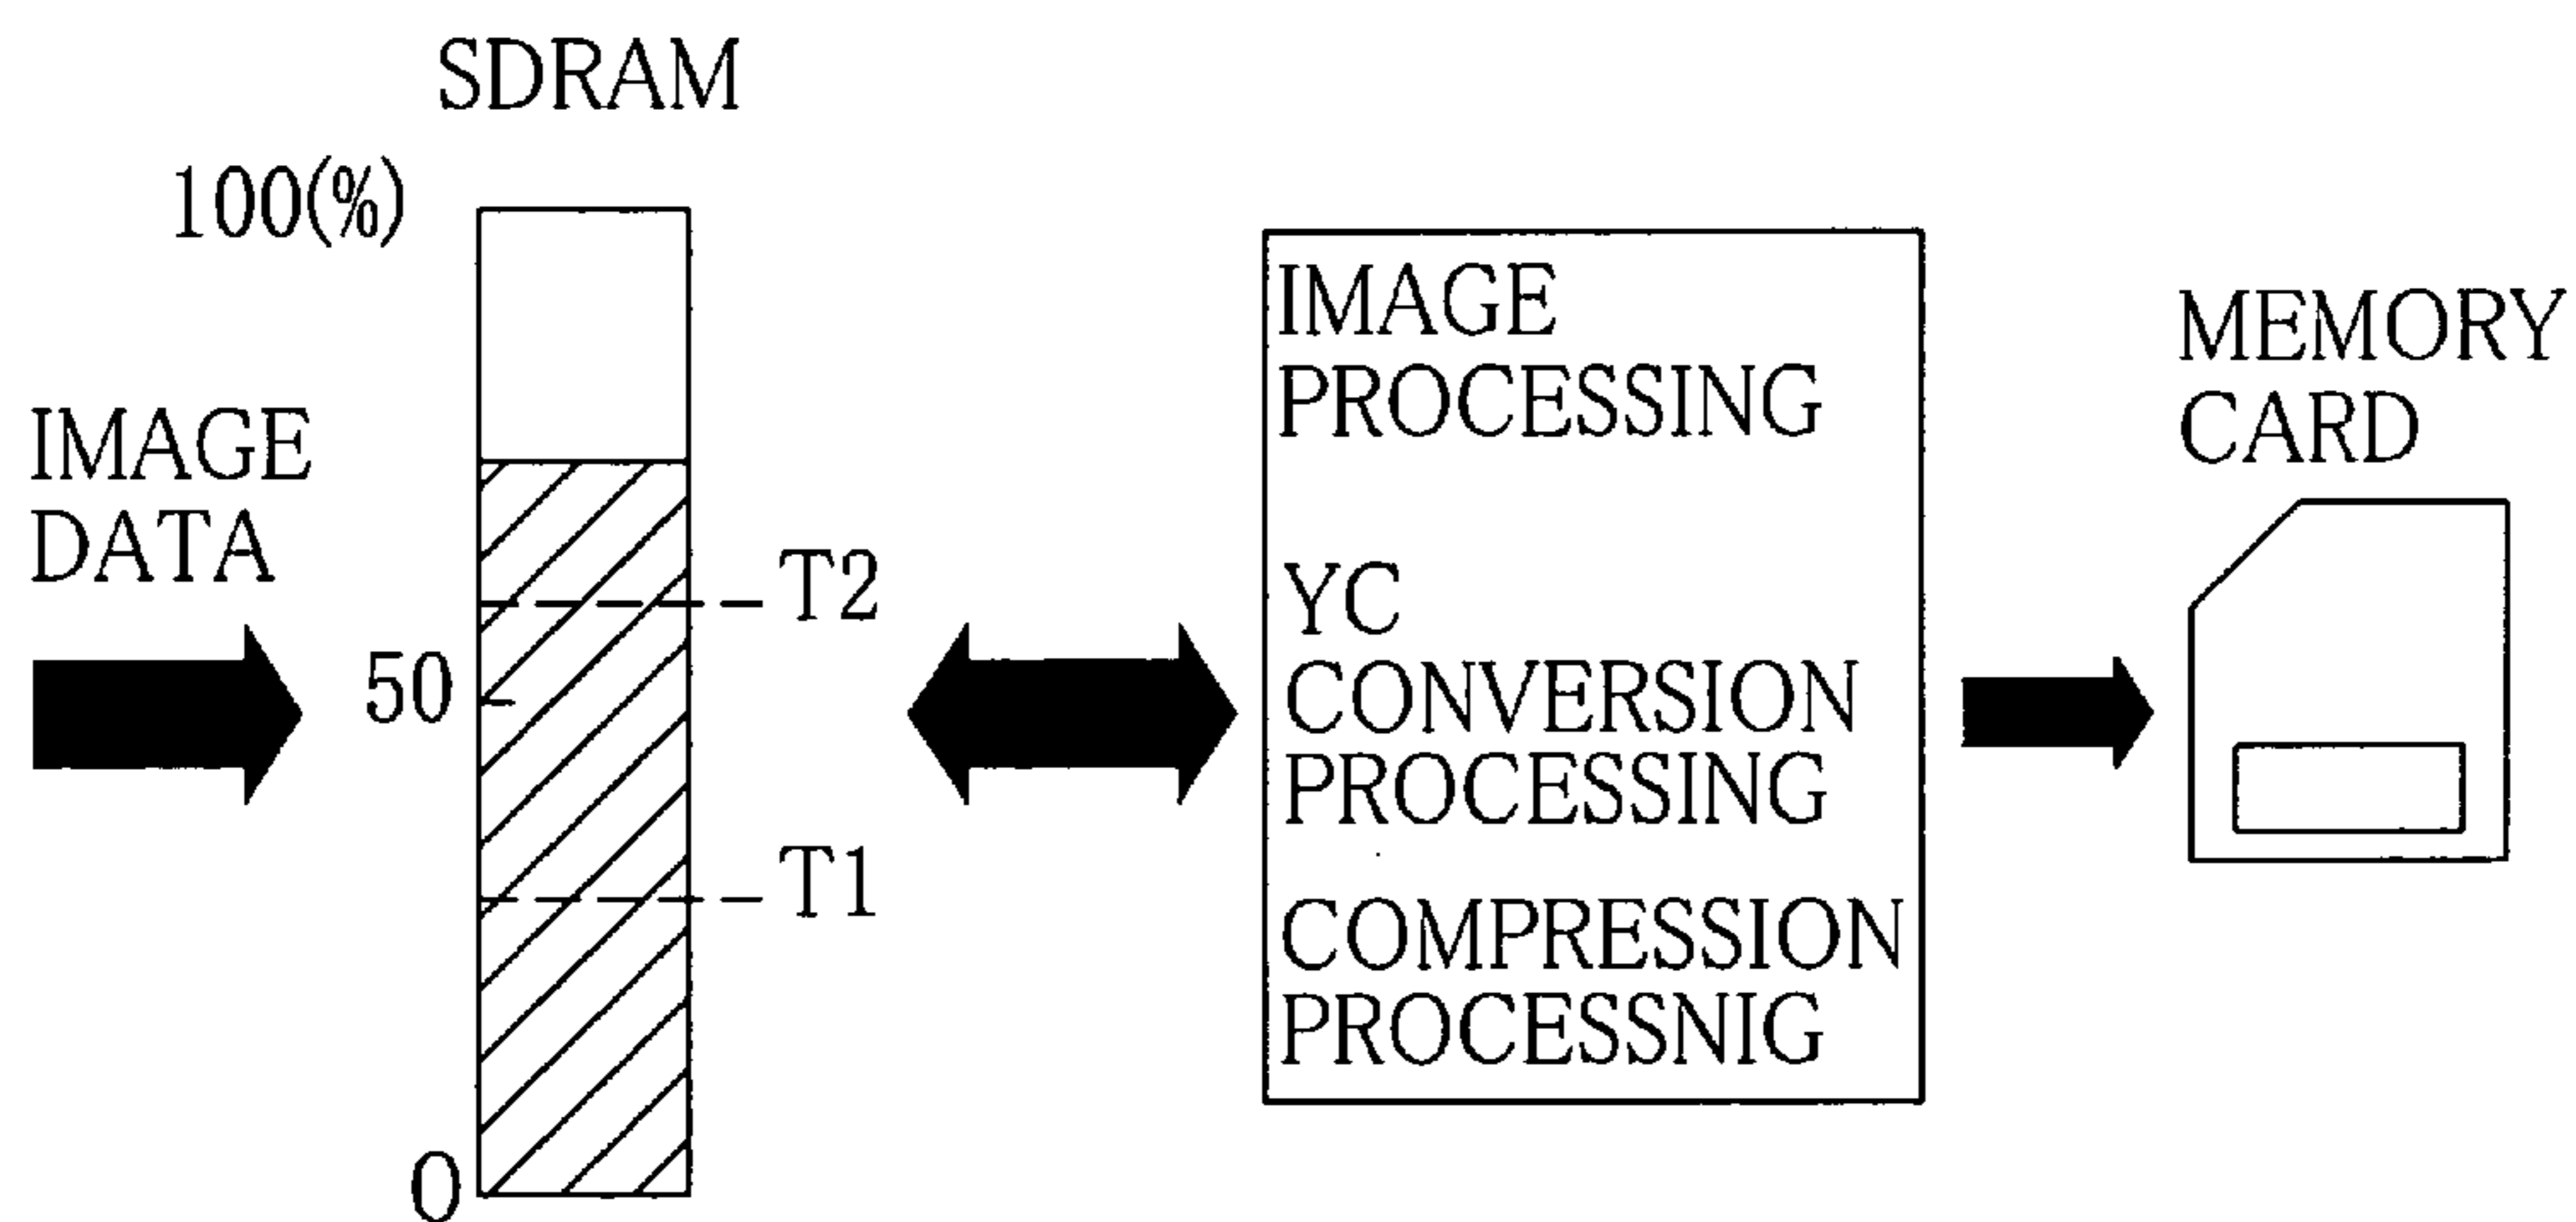 SDRAM
100(%)
IMAGE
DATA
50
0
T2
T1
IMAGE
PROCESSING
YC
CONVERSION
PROCESSING
COMPRESSION
PROCESSNIG
MEMORY
CARD